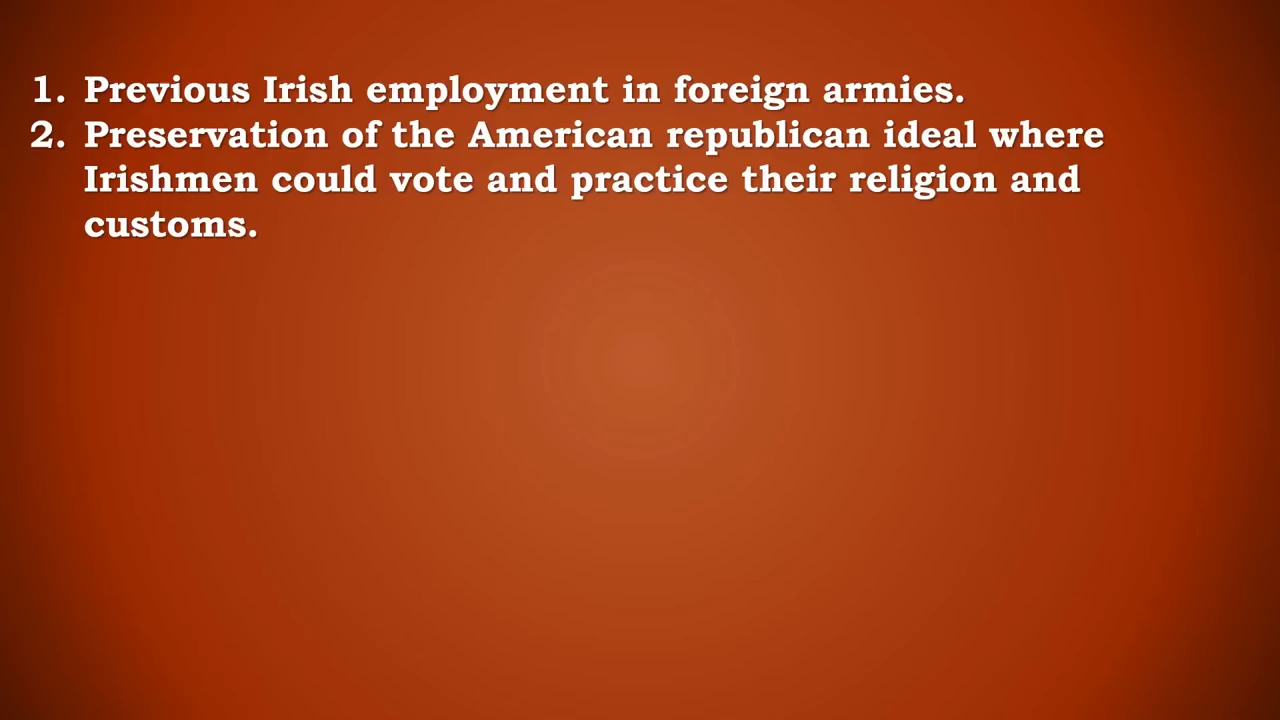 1. Previous Irish employment in foreign armies.
2. Preservation of the American republican ideal where
Irishmen could vote and practice their religion and
customs.